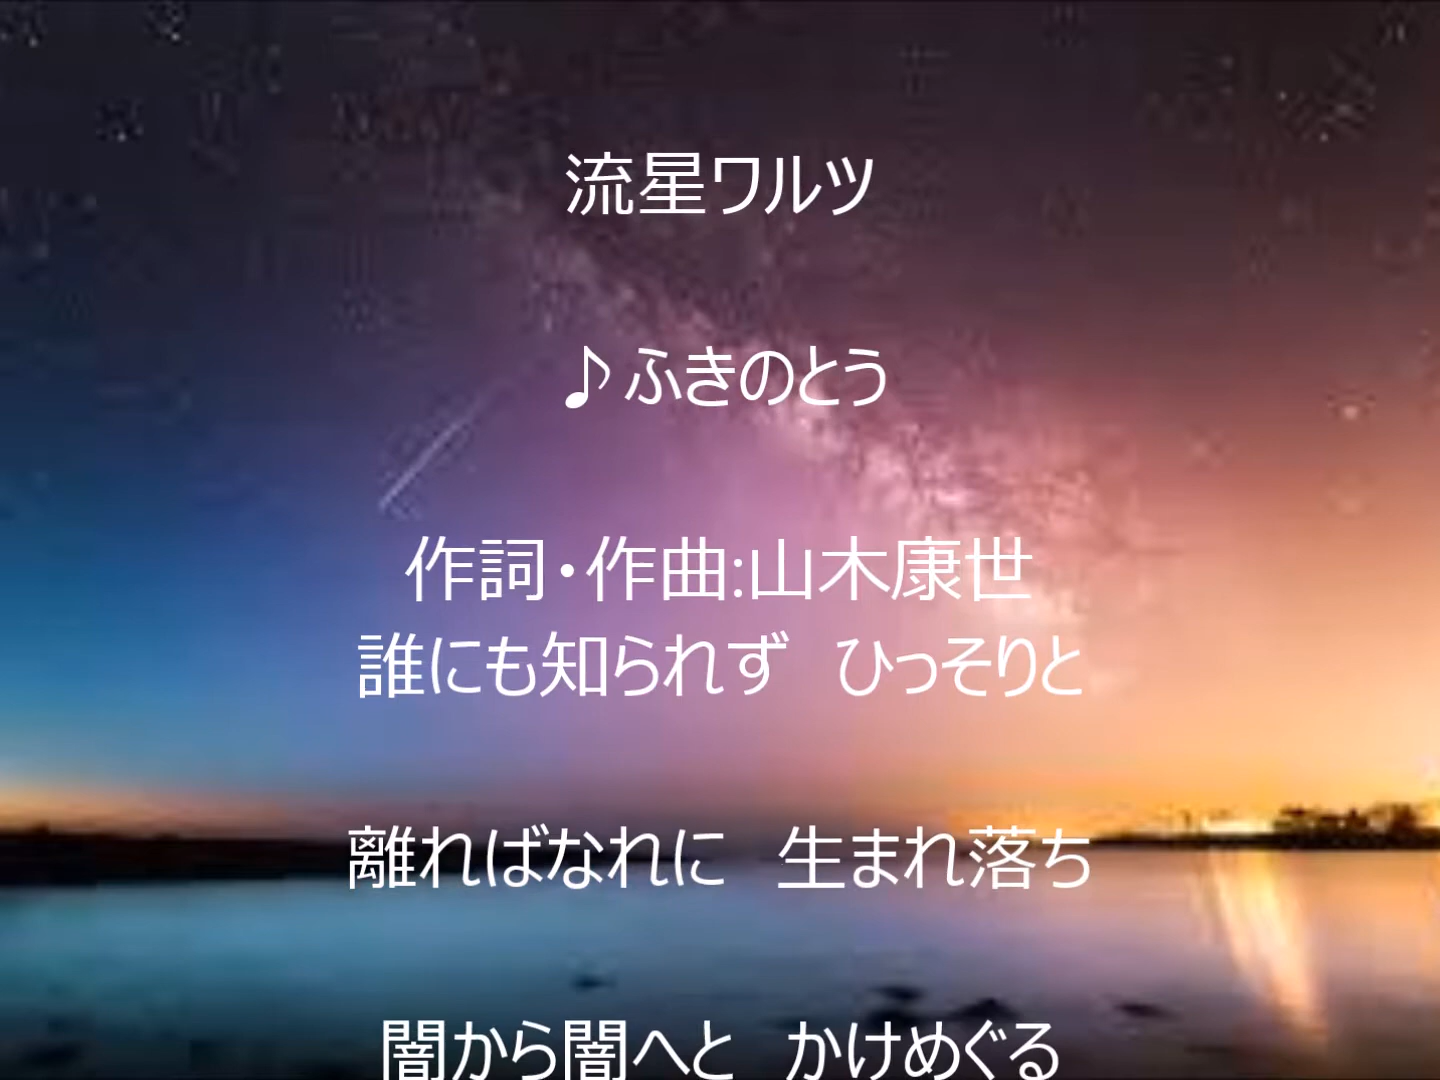 流星ワルツ
♪ふきのとう
作詞・作曲:山木康世
誰にも知られず　ひっそりと
離ればなれに　生まれ落ち
闇から闇へと　かけめぐる